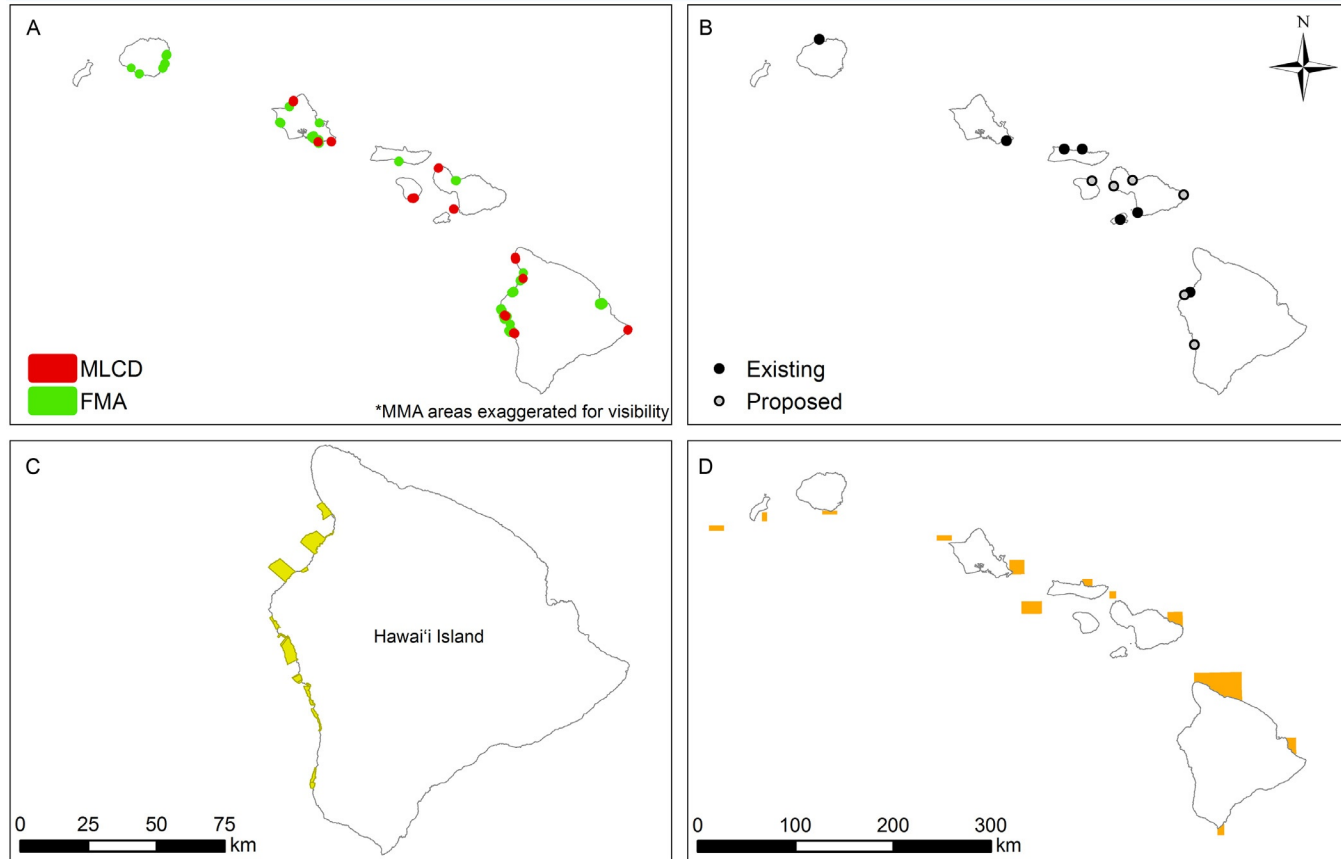 A
MLCD
FMA
*MMA areas exaggerated for visibility
B
N
Existing
Proposed
C
Hawai‘i Island
0 25 50 75
km
D
0 100 200 300
km